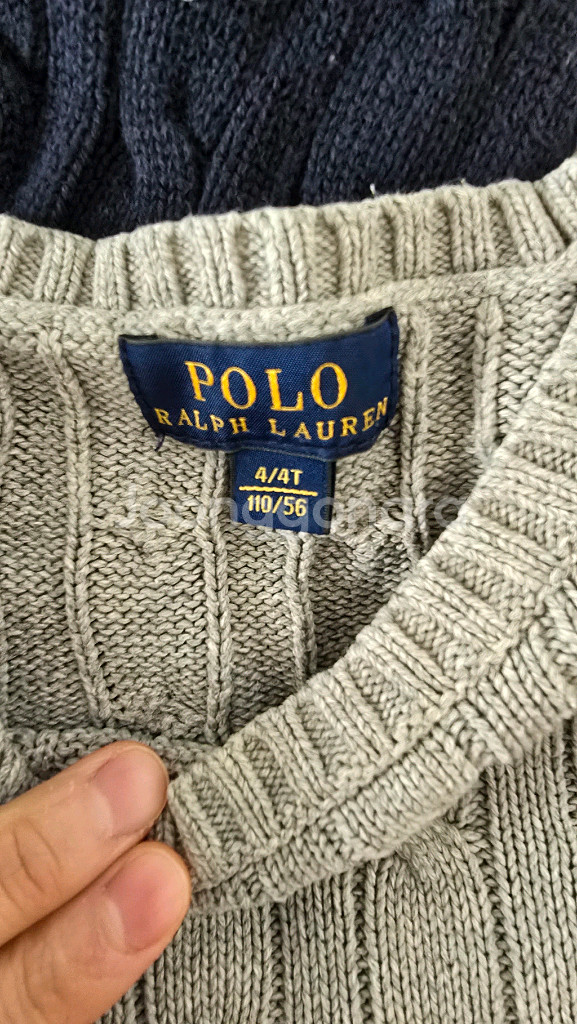 POLO
RALPH LAUREN
4/4T
110/56